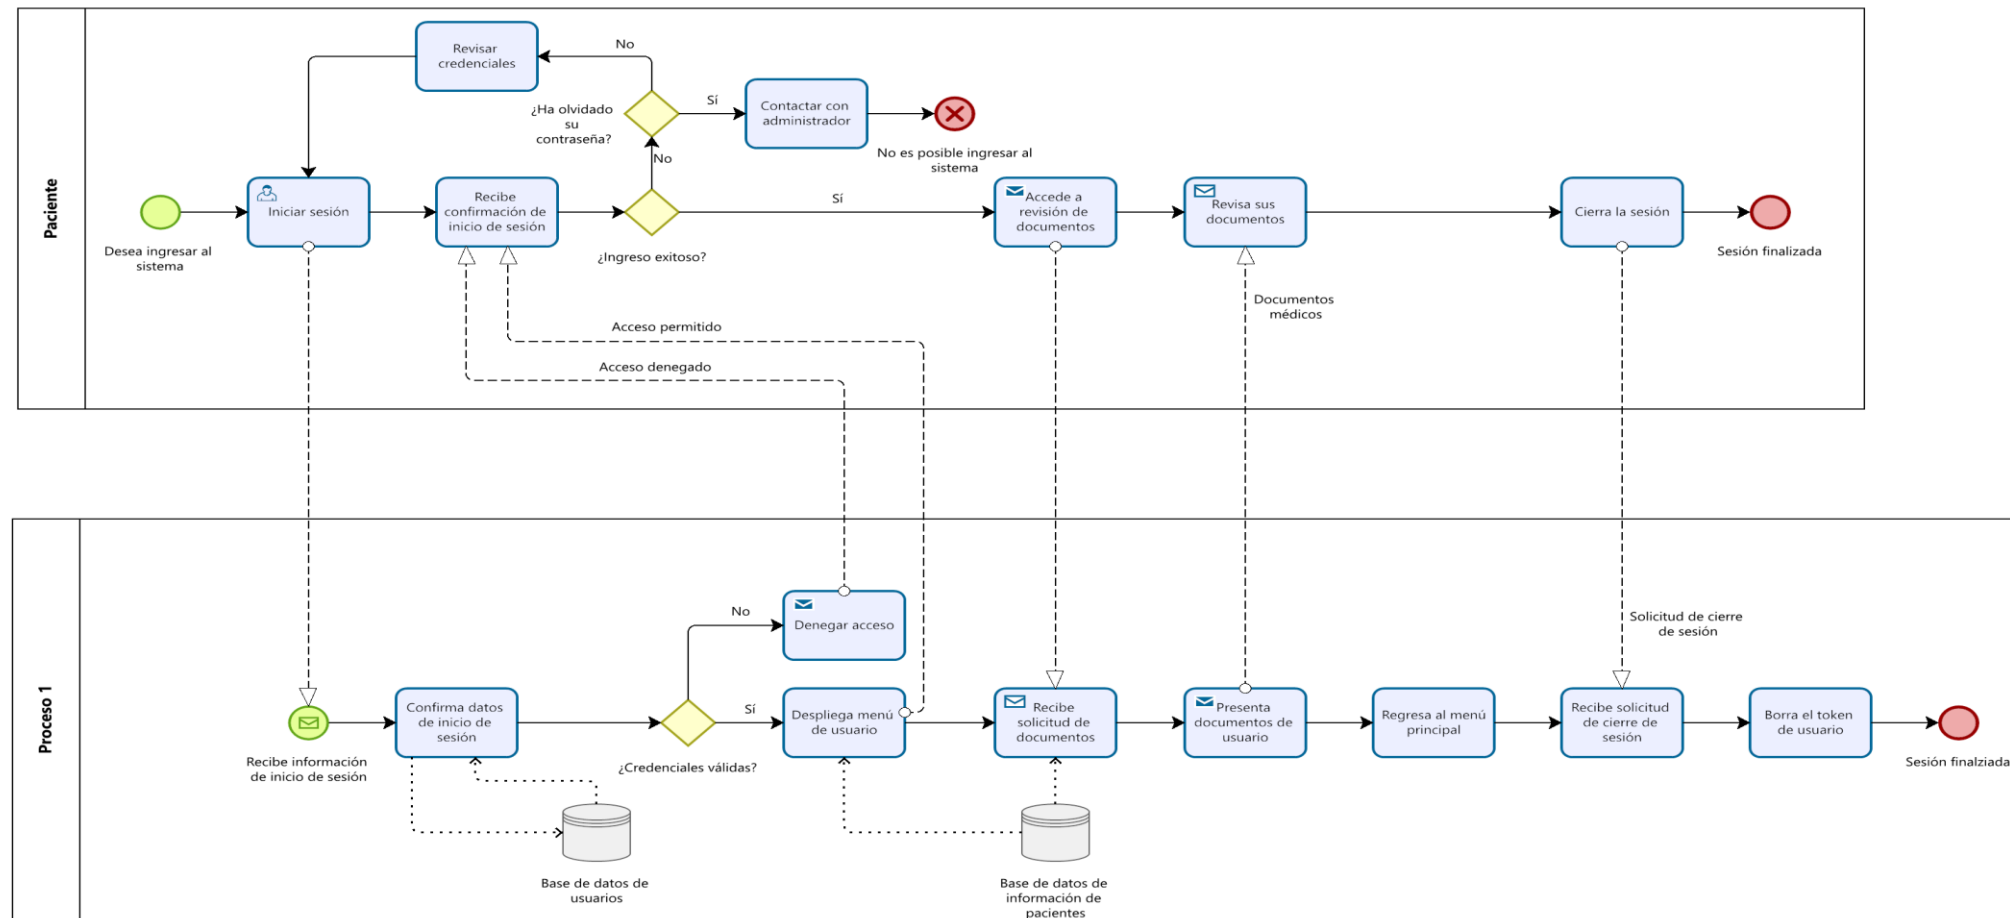 Paciente
Revisar
credenciales
No
¿Ha olvidado
su
contraseña?
Sí
Contactar con
administrador
No es posible ingresar al
sistema
No
Desea ingresar al
sistema
Iniciar sesión
Recibe
confirmación de
inicio de sesión
¿Ingreso exitoso?
Sí
Accede a
revisión de
documentos
Revisa sus
documentos
Cierra la sesión
Sesión finalizada
Documentos
médicos
Acceso permitido
Acceso denegado
Solicitud de cierre
de sesión
Proceso 1
No
Denegar acceso
Recibe información
de inicio de sesión
Confirma datos
de inicio de
sesión
¿Credenciales válidas?
Sí
Despliega menú
de usuario
Recibe
solicitud de
documentos
Presenta
documentos de
usuario
Regresa al menú
principal
Recibe solicitud
de cierre de
sesión
Borra el token
de usuario
Sesión finalziada
Base de datos de
usuarios
Base de datos de
información de
pacientes